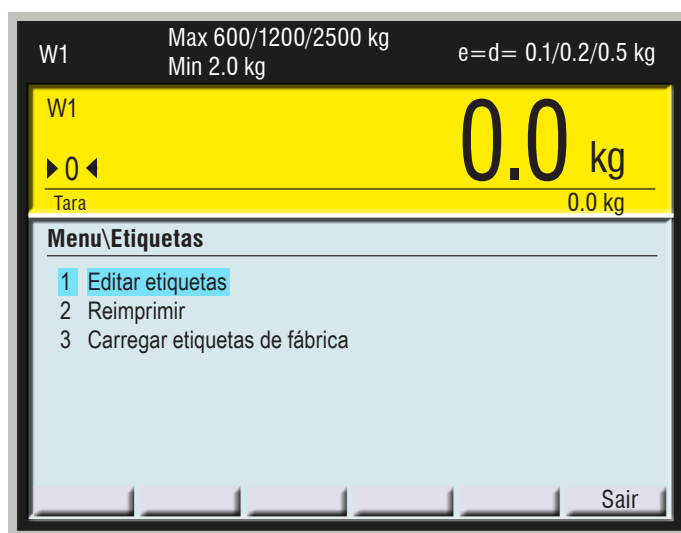 W1 Max 600/1200/2500 kg e=d= 0.1/0.2/0.5 kg
Min 2.0 kg
W1
0.0 kg
0
Tara 0.0 kg
Menu\Etiquetas
1 Editar etiquetas
2 Reimprimir
3 Carregar etiquetas de fábrica
Sair